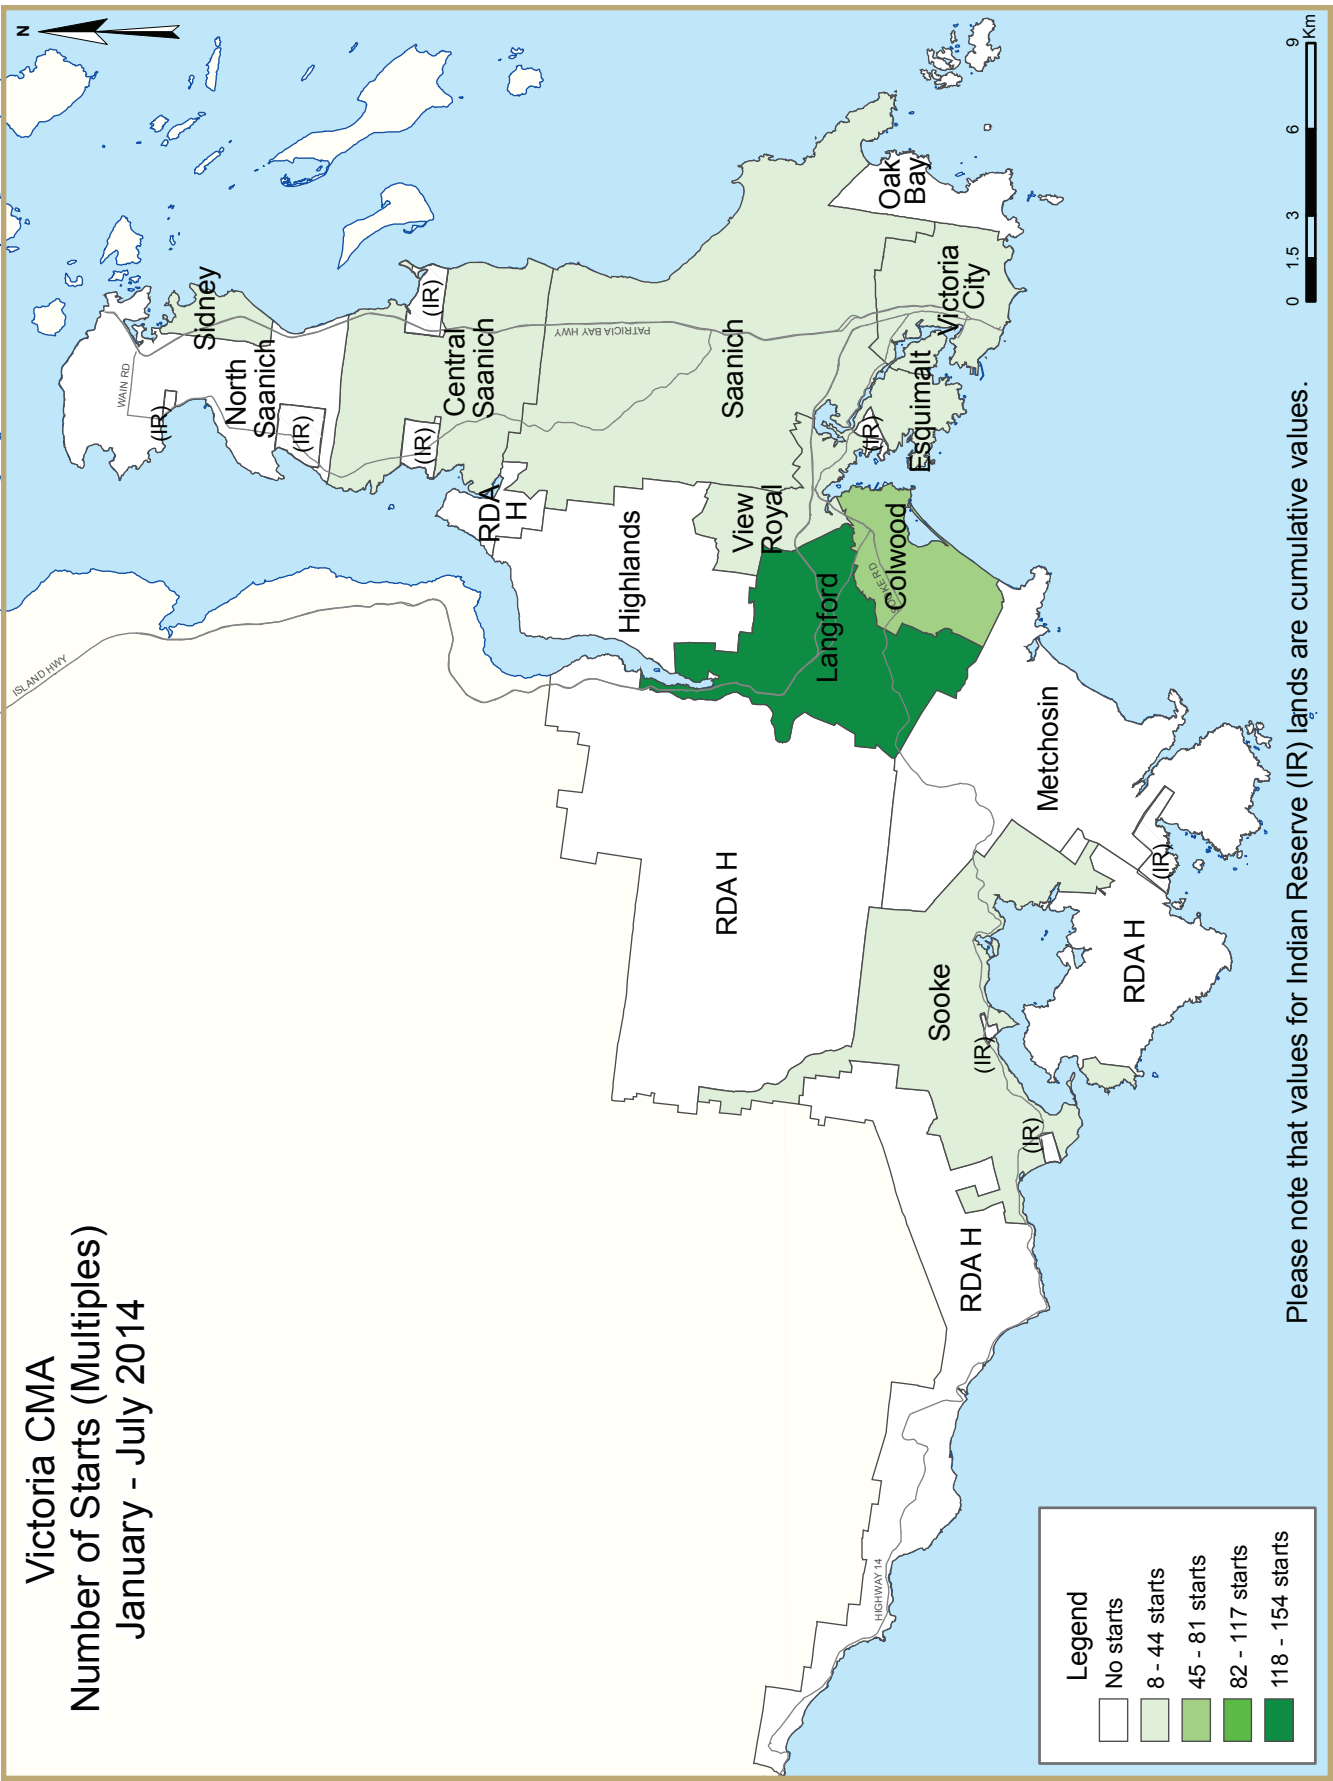 Victoria CMA
Number of Starts (Multiples)
January - July 2014
N
ISLAND HWY
WAIN RD
(IR)
Sidney
North
Saanich
(IR)
(IR)
Central
Saanich
(IR)
RDA
H
PATRICIA BAY HWY
Saanich
Highlands
View
Royal
Oak
Bay
Victoria
City
Esquimalt
(IR)
Langford
Colwood
RDA H
Metchosin
(IR)
Sooke
(IR)
(IR)
RDA H
RDA H
HIGHWAY 14
Legend
No starts
8 - 44 starts
45 - 81 starts
82 - 117 starts
118 - 154 starts
0 1.5 3 6 9
Km
Please note that values for Indian Reserve (IR) lands are cumulative values.